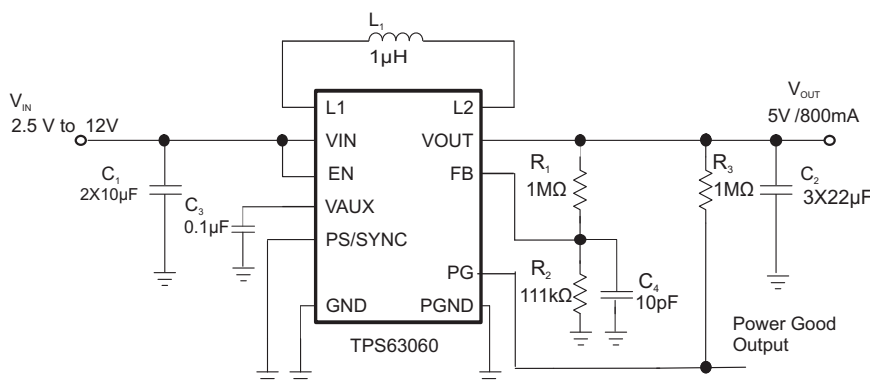 L₁
1µH
V_IN
2.5 V to 12V
L1
L2
V_OUT
5V /800mA
VIN
VOUT
EN
FB
C₁
2X10µF
R₁
1MΩ
R₃
1MΩ
C₂
3X22µF
C₃
0.1µF
VAUX
PS/SYNC
PG
R₂
111kΩ
C₄
10pF
GND
PGND
TPS63060
Power Good
Output